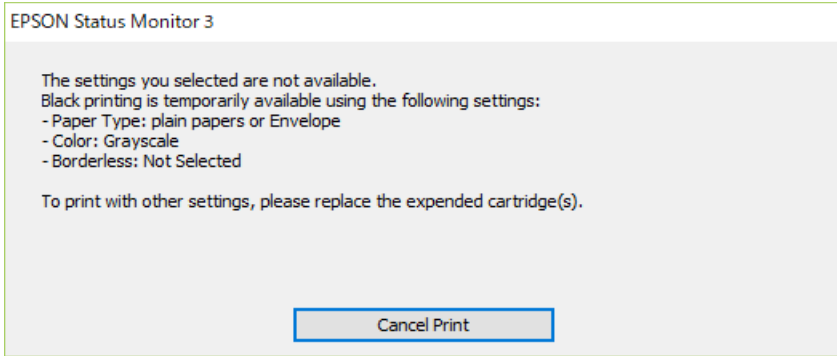 EPSON Status Monitor 3
The settings you selected are not available.
Black printing is temporarily available using the following settings:
- Paper Type: plain papers or Envelope
- Color: Grayscale
- Borderless: Not Selected
To print with other settings, please replace the expended cartridge(s).
Cancel Print